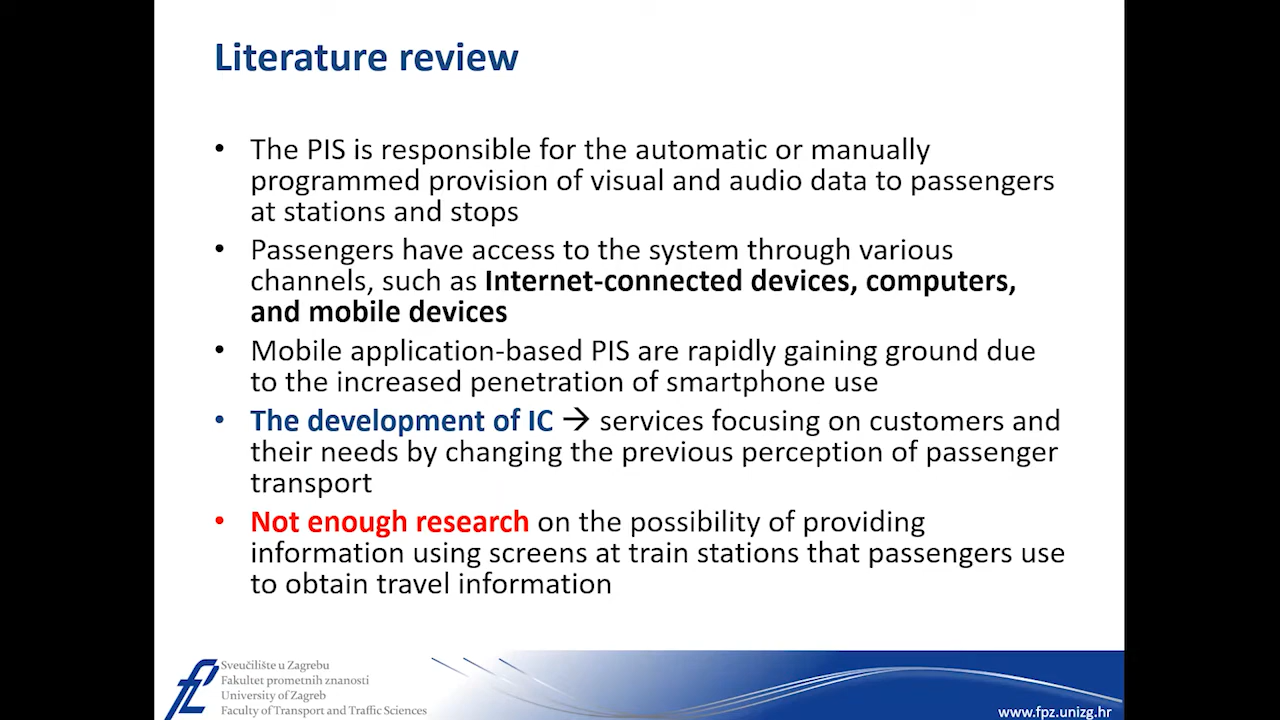 Literature review
• The PIS is responsible for the automatic or manually
programmed provision of visual and audio data to passengers
at stations and stops
• Passengers have access to the system through various
channels, such as Internet-connected devices, computers,
and mobile devices
• Mobile application-based PIS are rapidly gaining ground due
to the increased penetration of smartphone use
• The development of IC → services focusing on customers and
their needs by changing the previous perception of passenger
transport
• Not enough research on the possibility of providing
information using screens at train stations that passengers use
to obtain travel information
Sveučilište u Zagrebu
Fakultet prometnih znanosti
University of Zagreb
Faculty of Transport and Traffic Sciences
www.fpz.unizg.hr